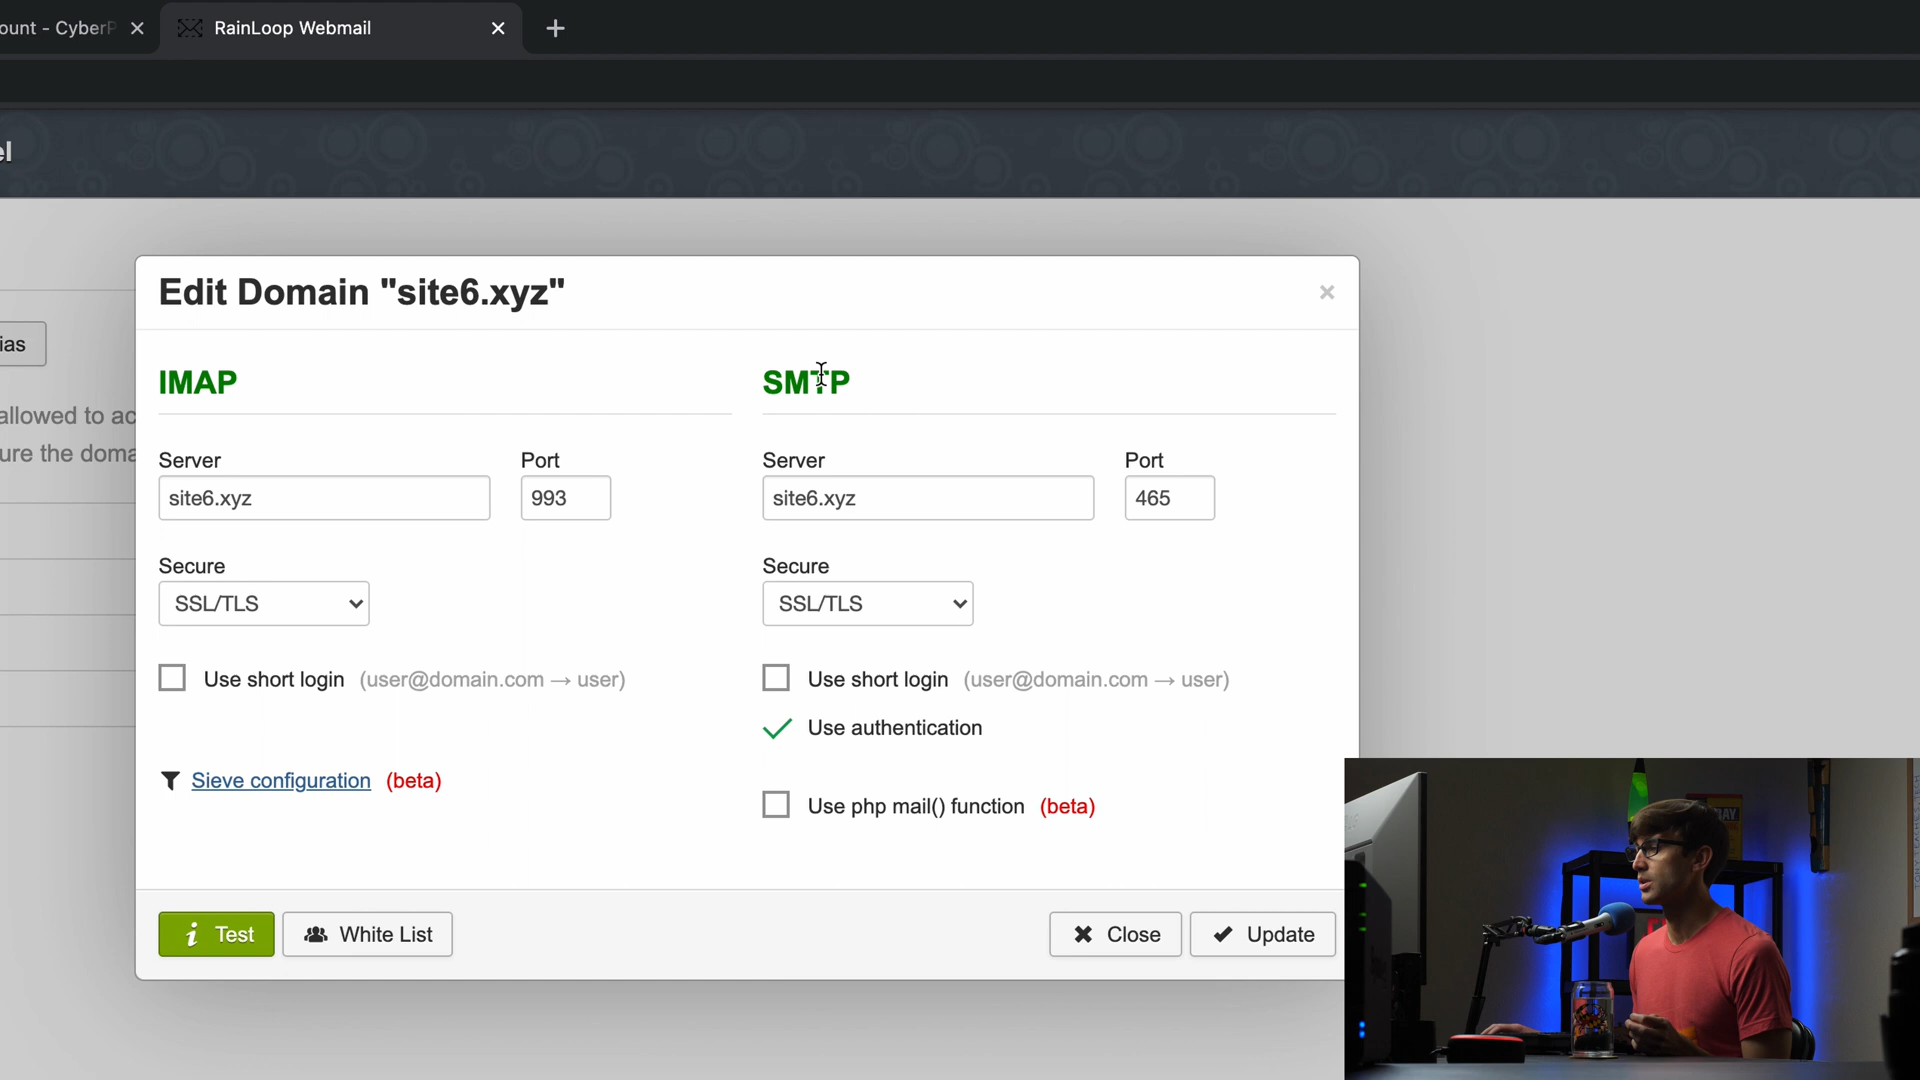 ount - CyberP
RainLoop Webmail
el
Edit Domain "site6.xyz"
ias
IMAP
SMTP
allowed to ac
ure the doma
Server
Port
Server
Port
site6.xyz
993
site6.xyz
465
Secure
Secure
SSL/TLS
SSL/TLS
Use short login (user@domain.com → user)
Use short login (user@domain.com → user)
Use authentication
Sieve configuration (beta)
Use php mail() function (beta)
Test
White List
Close
Update